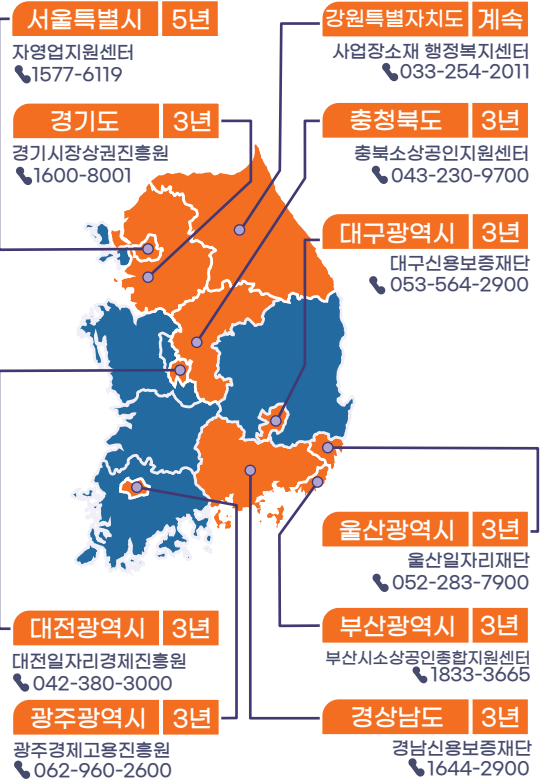 서울특별시 5년
자영업지원센터
1577-6119
경기도 3년
경기시장상권진흥원
1600-8001
대전광역시 3년
대전일자리경제진흥원
042-380-3000
광주광역시 3년
광주경제고용진흥원
062-960-2600
강원특별자치도 계속
사업장소재 행정복지센터
033-254-2011
충청북도 3년
충북소상공인지원센터
043-230-9700
대구광역시 3년
대구신용보증재단
053-564-2900
울산광역시 3년
울산일자리재단
052-283-7900
부산광역시 3년
부산시소상공인종합지원센터
1833-3665
경상남도 3년
경남신용보증재단
1644-2900